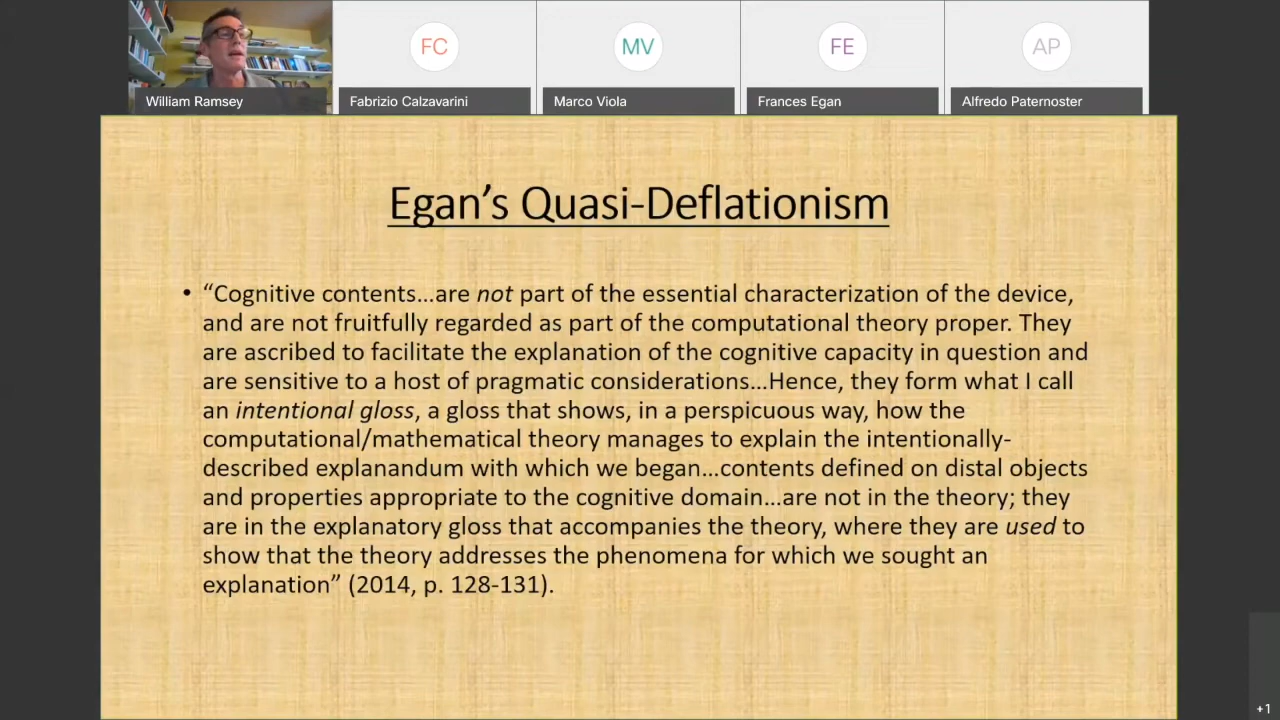 FC
MV
FE
AP
William Ramsey
Fabrizio Calzavarini
Marco Viola
Frances Egan
Alfredo Paternoster
Egan's Quasi-Deflationism
• “Cognitive contents...are not part of the essential characterization of the device,
and are not fruitfully regarded as part of the computational theory proper. They
are ascribed to facilitate the explanation of the cognitive capacity in question and
are sensitive to a host of pragmatic considerations...Hence, they form what I call
an intentional gloss, a gloss that shows, in a perspicuous way, how the
computational/mathematical theory manages to explain the intentionally-
described explanandum with which we began...contents defined on distal objects
and properties appropriate to the cognitive domain...are not in the theory; they
are in the explanatory gloss that accompanies the theory, where they are used to
show that the theory addresses the phenomena for which we sought an
explanation” (2014, p. 128-131).
+1